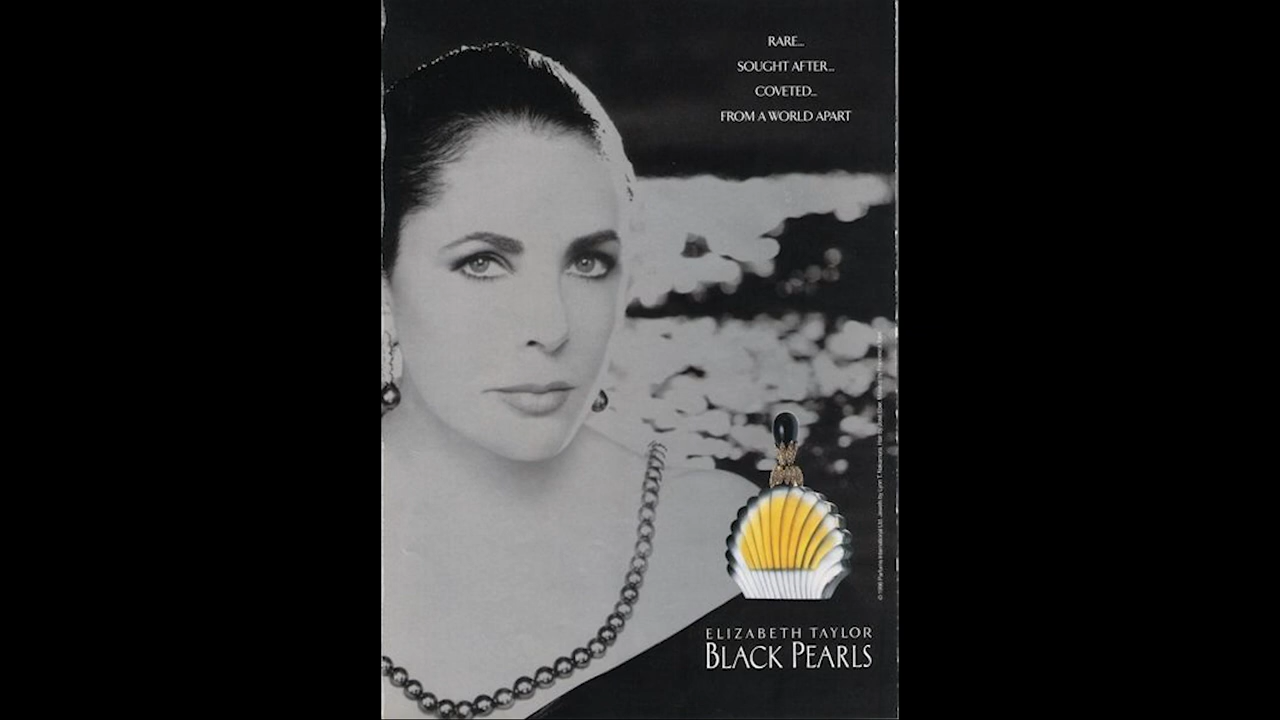 RARE...
SOUGHT AFTER...
COVETED...
FROM A WORLD APART
ELIZABETH TAYLOR
BLACK PEARLS